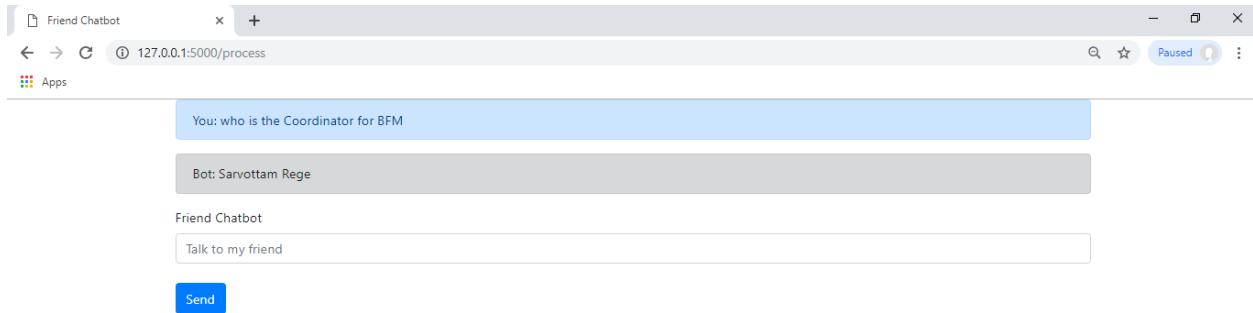 Friend Chatbot
127.0.0.1:5000/process
Paused
Apps
You: who is the Coordinator for BFM
Bot: Sarvottam Rege
Friend Chatbot
Talk to my friend
Send